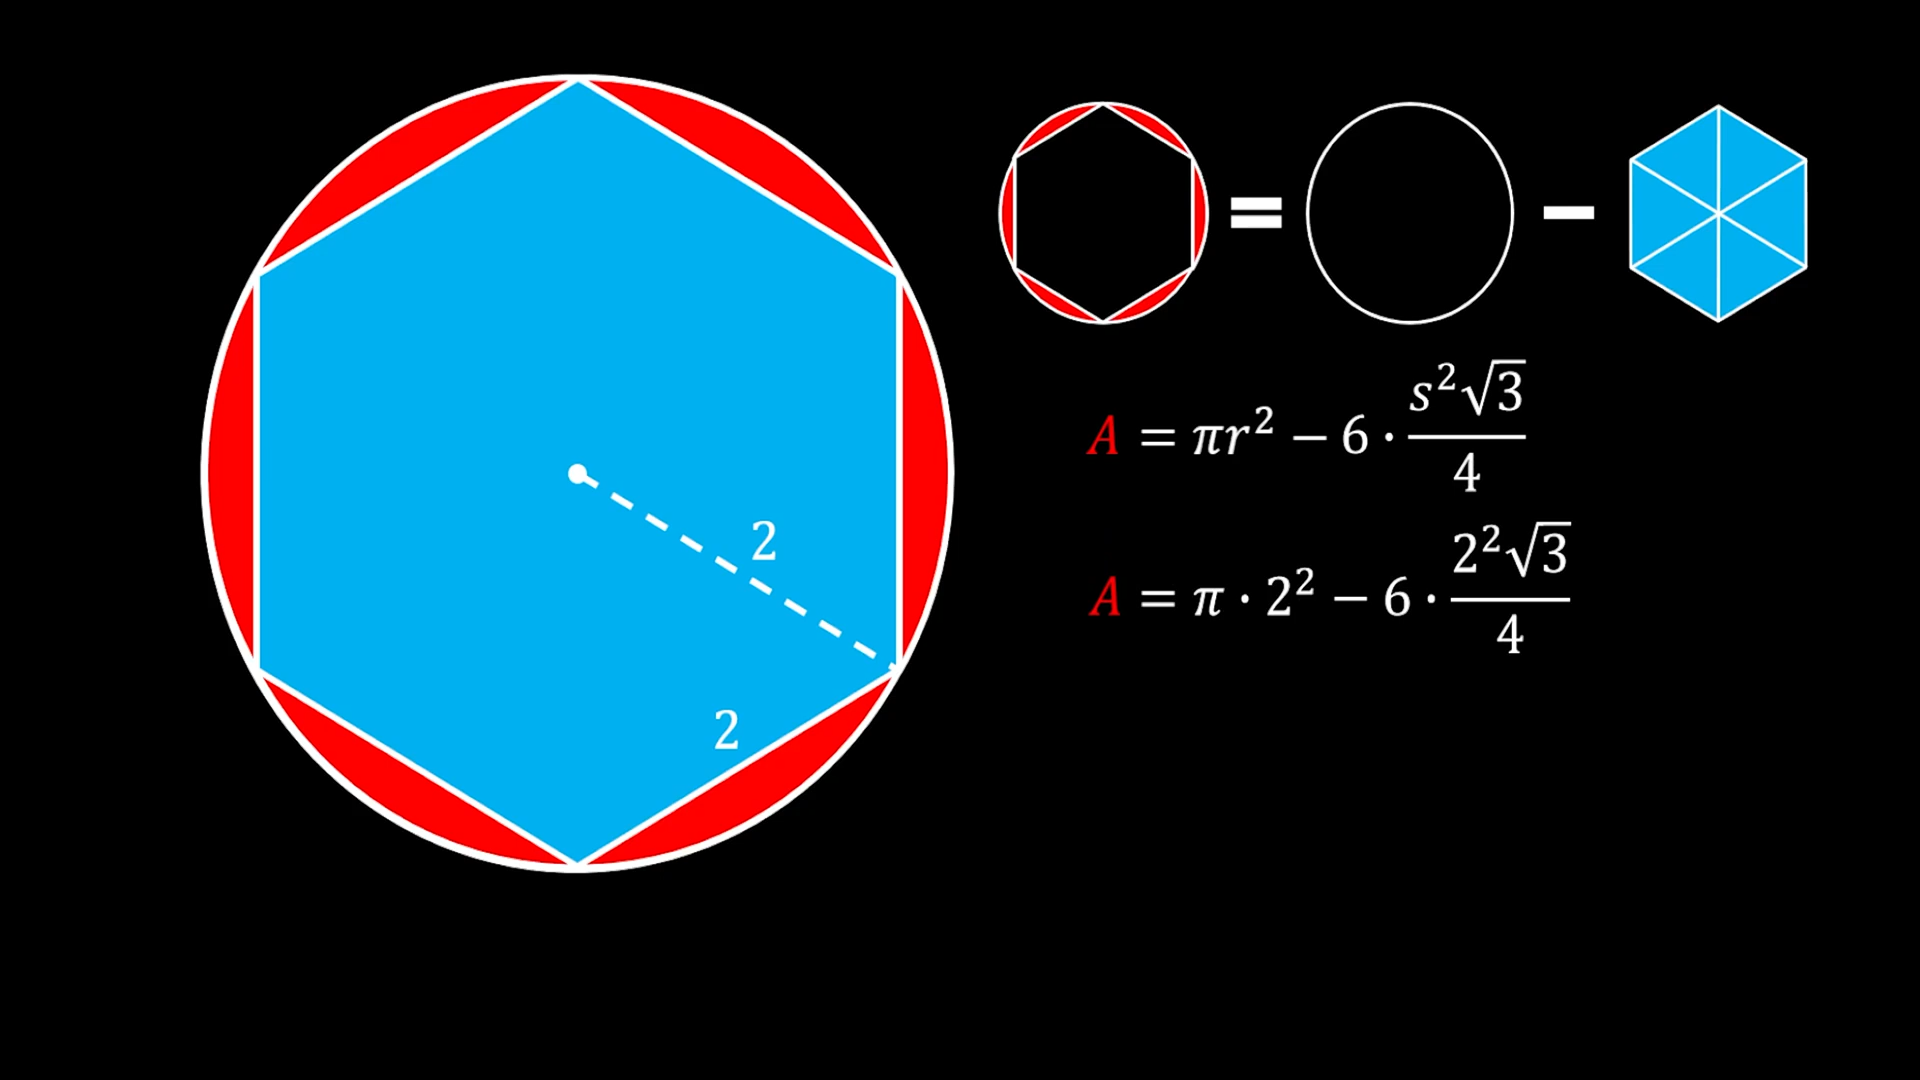 2
2
A = πr² − 6 · s²√3/4
A = π · 2² − 6 · 2²√3/4